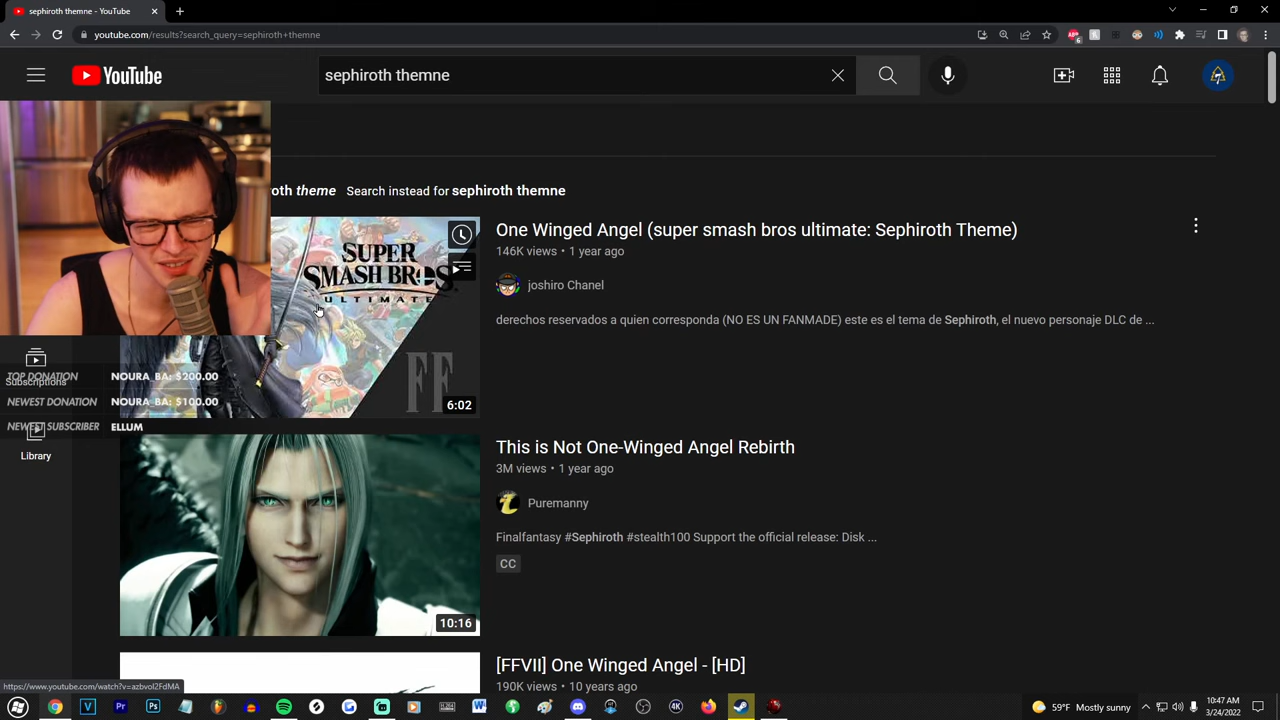 sephiroth themne - YouTube
youtube.com/results?search_query=sephiroth+themne
6
YouTube
sephiroth themne
oth theme Search instead for sephiroth themne
SUPER
SMASH BROS
ULTIMATE
FF
6:02
One Winged Angel (super smash bros ultimate: Sephiroth Theme)
146K views • 1 year ago
joshiro Chanel
derechos reservados a quien corresponda (NO ES UN FANMADE) este es el tema de Sephiroth, el nuevo personaje DLC de ...
Subscriptions
TOP DONATION NOURA_BA: $200.00
NEWEST DONATION NOURA_BA: $100.00
NEWEST SUBSCRIBER ELLUM
Library
10:16
This is Not One-Winged Angel Rebirth
3M views • 1 year ago
Puremanny
Finalfantasy #Sephiroth #stealth100 Support the official release: Disk ...
CC
[FFVII] One Winged Angel - [HD]
190K views • 10 years ago
https://www.youtube.com/watch?v=azbvol2FdMA
59°F Mostly sunny
10:47 AM
3/24/2022